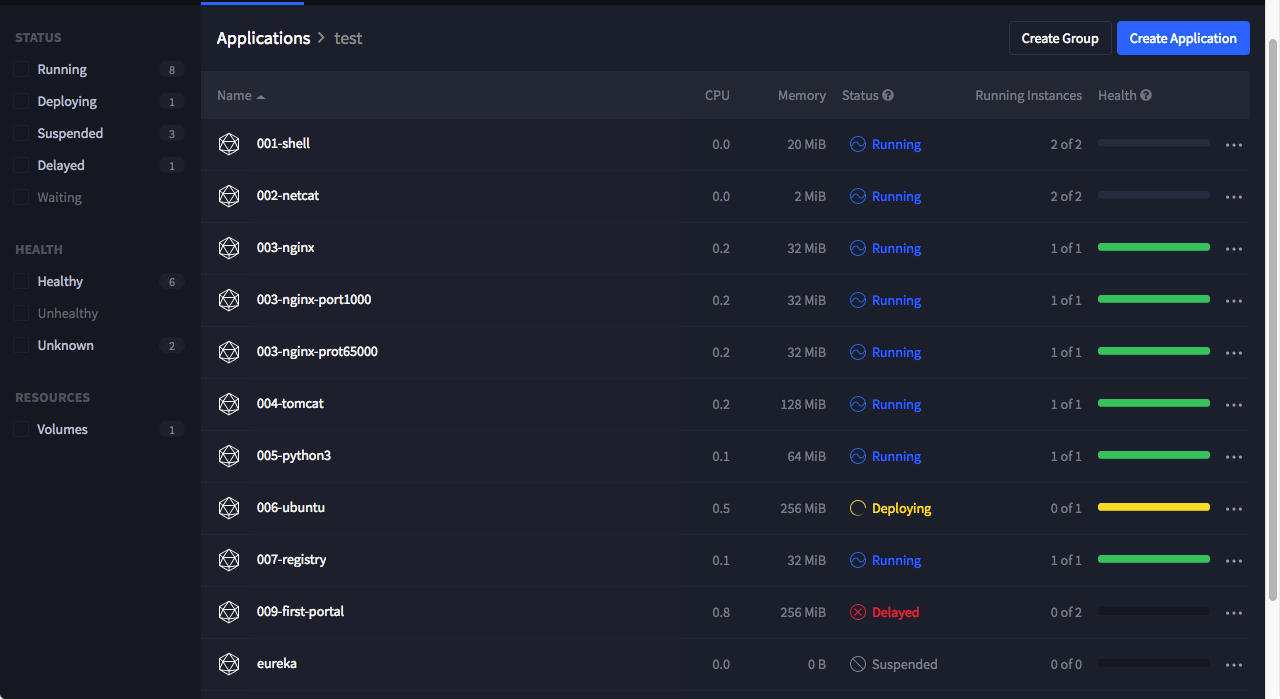 STATUS
Running 8
Deploying 1
Suspended 3
Delayed 1
Waiting
HEALTH
Healthy 6
Unhealthy
Unknown 2
RESOURCES
Volumes 1
Applications > test
Create Group Create Application
Name CPU Memory Status ? Running Instances Health ?
001-shell 0.0 20 MiB Running 2 of 2 ...
002-netcat 0.0 2 MiB Running 2 of 2 ...
003-nginx 0.2 32 MiB Running 1 of 1 ...
003-nginx-port1000 0.2 32 MiB Running 1 of 1 ...
003-nginx-prot65000 0.2 32 MiB Running 1 of 1 ...
004-tomcat 0.2 128 MiB Running 1 of 1 ...
005-python3 0.1 64 MiB Running 1 of 1 ...
006-ubuntu 0.5 256 MiB Deploying 0 of 1 ...
007-registry 0.1 32 MiB Running 1 of 1 ...
009-first-portal 0.8 256 MiB Delayed 0 of 2 ...
eureka 0.0 0 B Suspended 0 of 0 ...